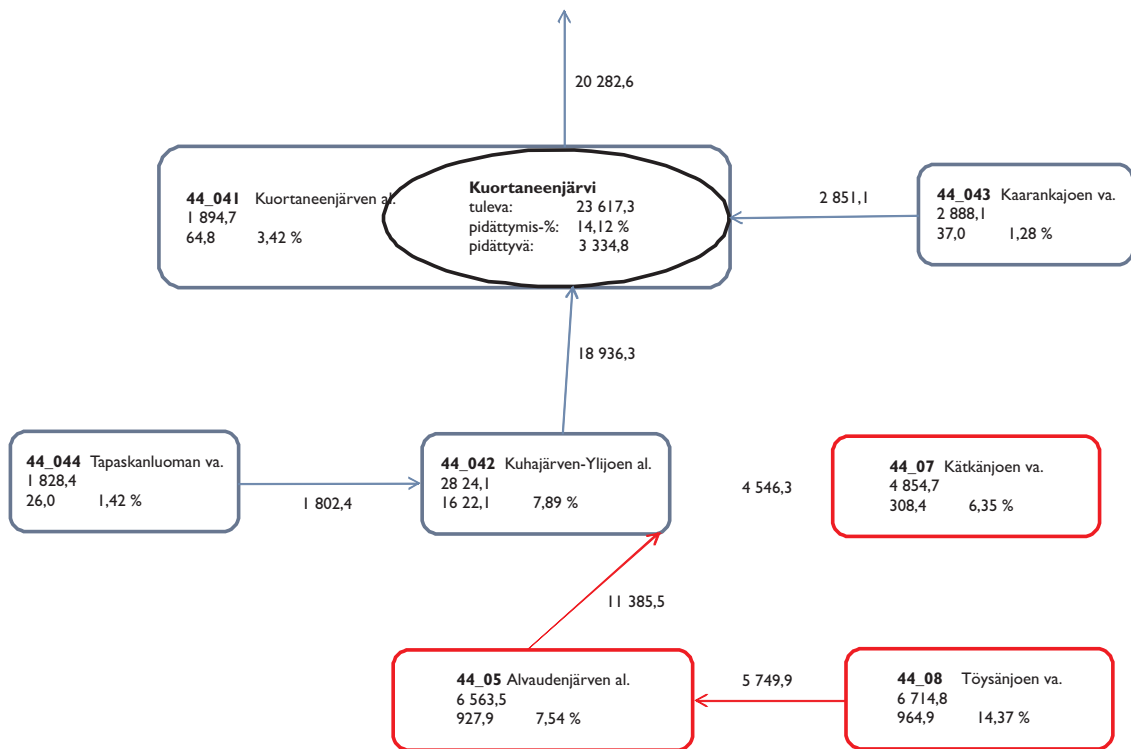 20 282,6
44_041 Kuortaneenjärven al.
1 894,7
64,8 3,42 %
Kuortaneenjärvi
tuleva: 23 617,3
pidättymis-%: 14,12 %
pidättyvä: 3 334,8
2 851,1
44_043 Kaarankajoen va.
2 888,1
37,0 1,28 %
18 936,3
44_044 Tapaskanluoman va.
1 828,4
26,0 1,42 %
1 802,4
44_042 Kuhajärven-Ylijoen al.
28 24,1
16 22,1 7,89 %
4 546,3
44_07 Kätkänjoen va.
4 854,7
308,4 6,35 %
11 385,5
44_05 Alvaudenjärven al.
6 563,5
927,9 7,54 %
5 749,9
44_08 Töysänjoen va.
6 714,8
964,9 14,37 %